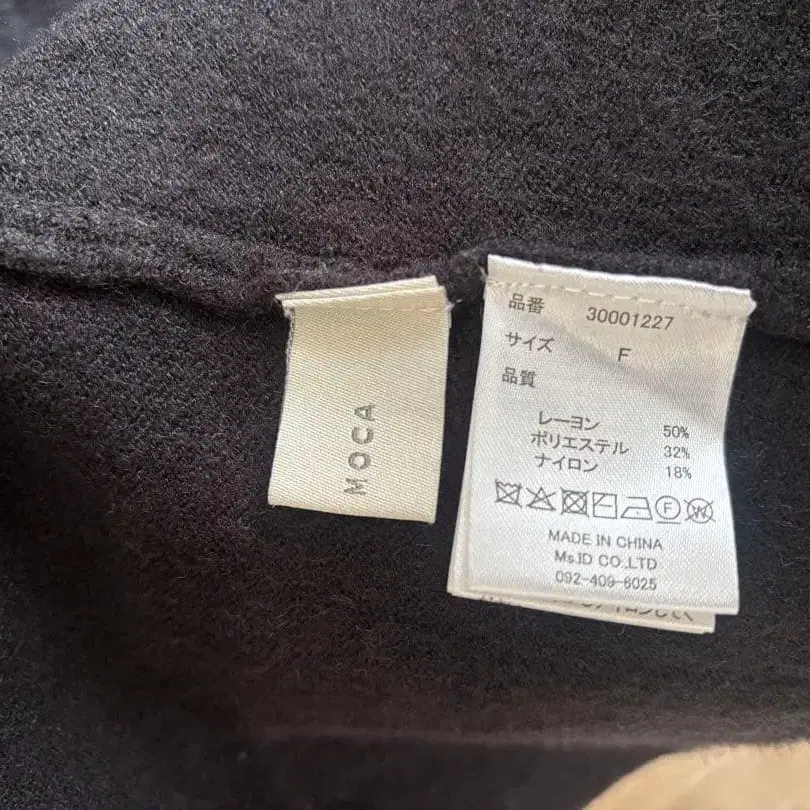 MOCA
品番 30001227
サイズ F
品質
レーヨン 50%
ポリエステル 32%
ナイロン 18%
F W
MADE IN CHINA
Ms.ID CO.,LTD
092-409-6025